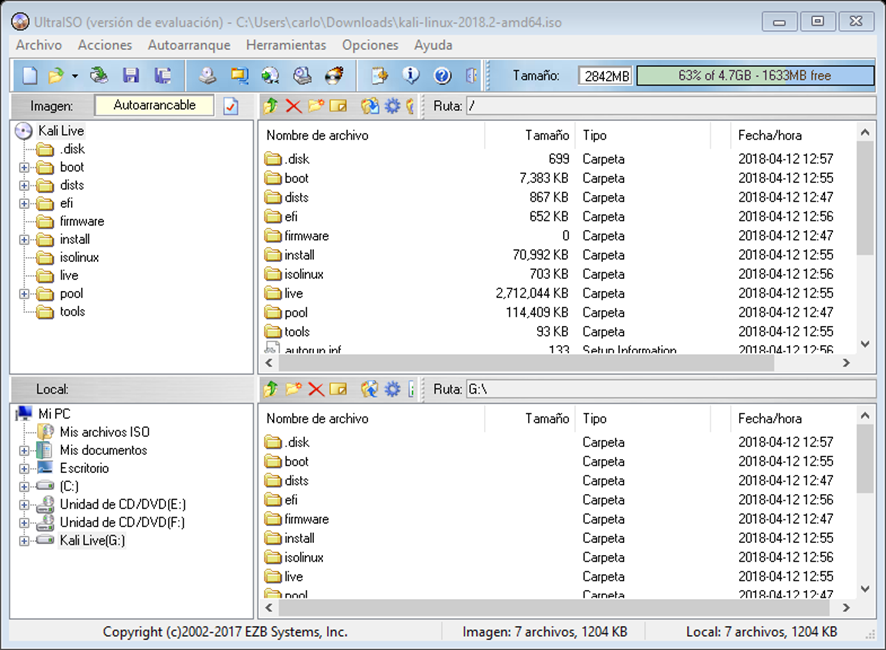 UltraISO (versión de evaluación) - C:\Users\carlo\Downloads\kali-linux-2018.2-amd64.iso
Archivo Acciones Autoarranque Herramientas Opciones Ayuda
Tamaño: 2842MB 63% of 4.7GB - 1633MB free
Imagen: Autoarrancable Ruta: /
Kali Live
.disk
boot
dists
efi
firmware
install
isolinux
live
pool
tools
Nombre de archivo Tamaño Tipo Fecha/hora
.disk 699 Carpeta 2018-04-12 12:57
boot 7,383 KB Carpeta 2018-04-12 12:55
dists 867 KB Carpeta 2018-04-12 12:47
efi 652 KB Carpeta 2018-04-12 12:56
firmware 0 Carpeta 2018-04-12 12:47
install 70,992 KB Carpeta 2018-04-12 12:55
isolinux 703 KB Carpeta 2018-04-12 12:56
live 2,712,044 KB Carpeta 2018-04-12 12:55
pool 114,409 KB Carpeta 2018-04-12 12:47
tools 93 KB Carpeta 2018-04-12 12:55
autorun.inf 133 Setup Information 2018-04-12 12:56
Local: Ruta: G:\
Mi PC
Mis archivos ISO
Mis documentos
Escritorio
(C:)
Unidad de CD/DVD(E:)
Unidad de CD/DVD(F:)
Kali Live(G:)
Nombre de archivo Tamaño Tipo Fecha/hora
.disk Carpeta 2018-04-12 12:57
boot Carpeta 2018-04-12 12:55
dists Carpeta 2018-04-12 12:47
efi Carpeta 2018-04-12 12:56
firmware Carpeta 2018-04-12 12:47
install Carpeta 2018-04-12 12:55
isolinux Carpeta 2018-04-12 12:56
live Carpeta 2018-04-12 12:55
pool Carpeta 2018-04-12 12:47
Copyright (c)2002-2017 EZB Systems, Inc. Imagen: 7 archivos, 1204 KB Local: 7 archivos, 1204 KB